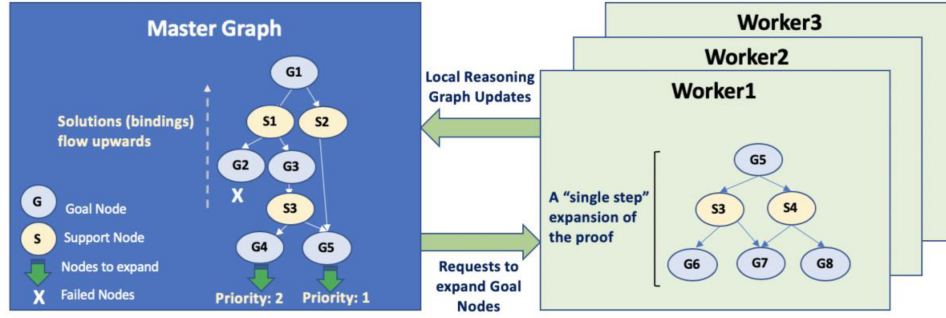 Master Graph
G1
S1
S2
Solutions (bindings)
flow upwards
G2
G3
X
S3
G4
G5
Priority: 2
Priority: 1
G
Goal Node
S
Support Node
Nodes to expand
X
Failed Nodes
Local Reasoning
Graph Updates
Requests to
expand Goal
Nodes
Worker3
Worker2
Worker1
A “single step”
expansion of
the proof
G5
S3
S4
G6
G7
G8